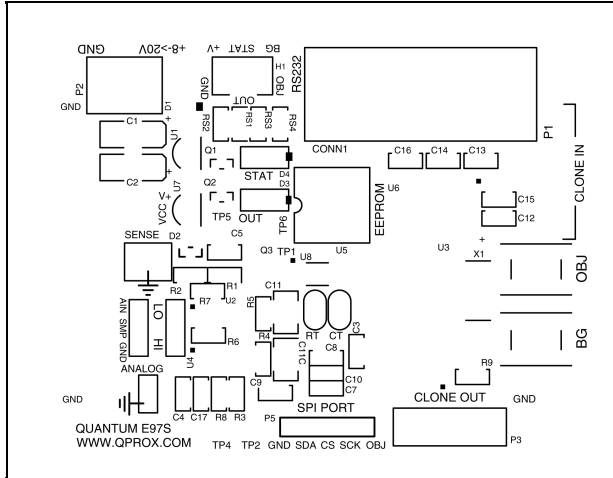 GND
+8->20V
+V
STAT
BG
P2
GND
D1
H1
OBJ
GND
OUT
RS232
P1
CLONE IN
C1
+
U1
RS2
RS1
RS3
RS4
CONN1
Q1
STAT
D4
C16
C14
C13
C2
+
U7
V+
VCC
Q2
D3
U6
EEPROM
TP5
OUT
TP6
C15
C12
SENSE
D2
C5
Q3
TP1
U8
U5
U3
+
X1
OBJ
R2
R1
R7
U2
C11
R5
R4
RT
CT
C3
AIN
SMP
GND
LO
HI
U4
R6
C11C
C8
C10
C7
BG
R9
ANALOG
C9
GND
C4
C17
R8
R3
SPI PORT
CLONE OUT
GND
QUANTUM E97S
WWW.QPROX.COM
P5
P3
TP4 TP2 GND SDA CS SCK OBJ